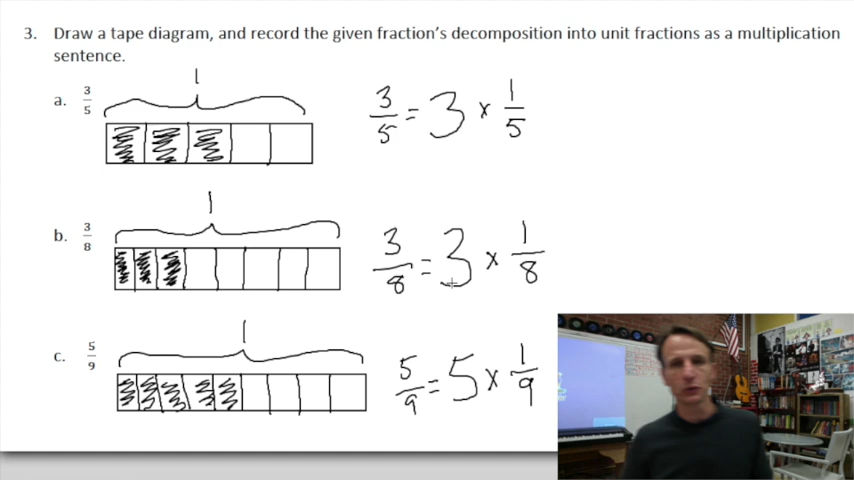 3. Draw a tape diagram, and record the given fraction's decomposition into unit fractions as a multiplication
sentence.
1
a. 3/5
3/5 = 3 × 1/5
1
b. 3/8
3/8 = 3 × 1/8
1
c. 5/9
5/9 = 5 × 1/9